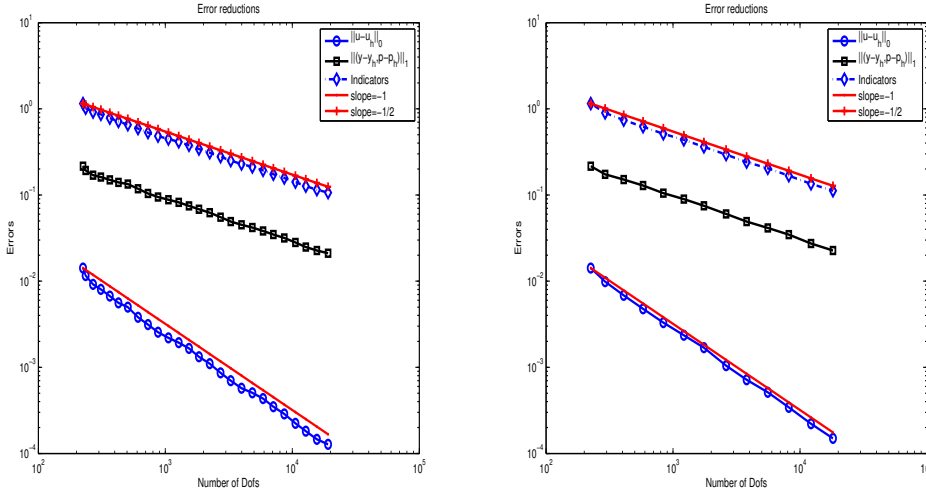 Error reductions
10^1
10^0
10^-1
10^-2
10^-3
10^-4
Errors
||u-u_h||_0
||(y-y_h,p-p_h)||_1
Indicators
slope=-1
slope=-1/2
10^2
10^3
10^4
10^5
Number of Dofs
Error reductions
10^1
10^0
10^-1
10^-2
10^-3
10^-4
Errors
||u-u_h||_0
||(y-y_h,p-p_h)||_1
Indicators
slope=-1
slope=-1/2
10^2
10^3
10^4
10^5
Number of Dofs